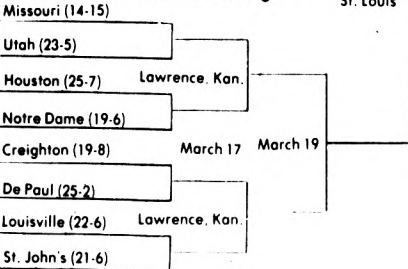 Missouri (14-15)
St. Louis
Utah (23-5)
Houston (25-7)
Lawrence, Kan.
Notre Dame (19-6)
Creighton (19-8)
March 17
March 19
De Paul (25-2)
Louisville (22-6)
Lawrence, Kan.
St. John's (21-6)